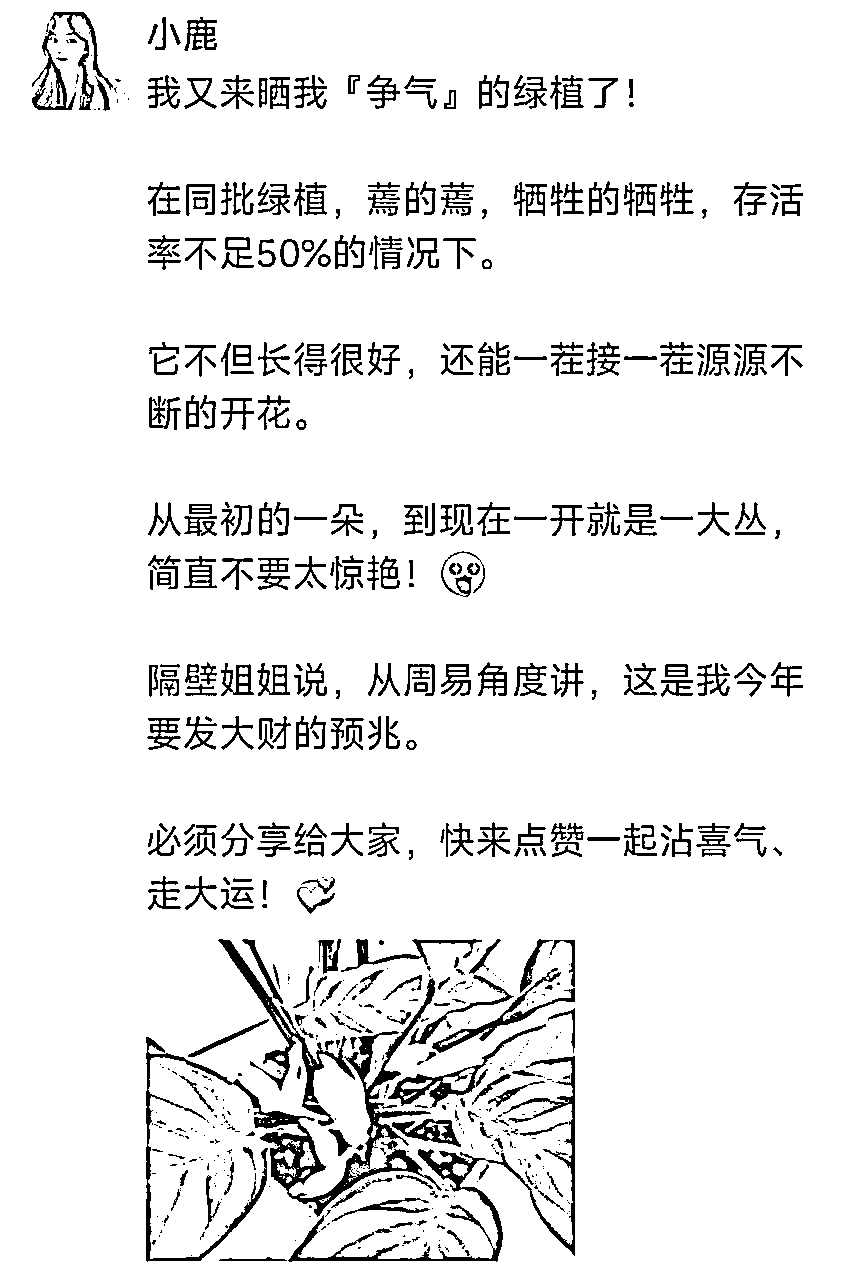 小鹿
我又来晒我『争气』的绿植了！
在同批绿植，蔫的蔫，牺牲的牺牲，存活
率不足50%的情况下。
它不但长得很好，还能一茬接一茬源源不
断的开花。
从最初的一朵，到现在一开就是一大丛，
简直不要太惊艳！
隔壁姐姐说，从周易角度讲，这是我今年
要发大财的预兆。
必须分享给大家，快来点赞一起沾喜气、
走大运！